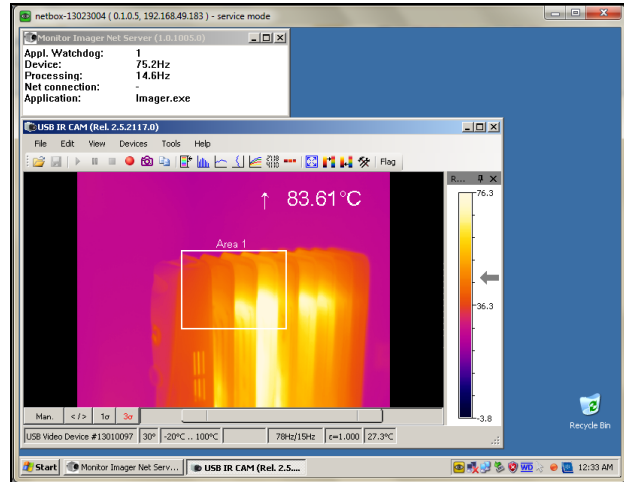 netbox-13023004 ( 0.1.0.5, 192.168.49.183 ) - service mode
Monitor Imager Net Server (1.0.1005.0)
Appl. Watchdog: 1
Device: 75.2Hz
Processing: 14.6Hz
Net connection: -
Application: Imager.exe
USB IR CAM (Rel. 2.5.2117.0)
File Edit View Devices Tools Help
Flag
R...
↑ 83.61°C
76.3
Area 1
36.3
-3.8
Man. </> 1σ 3σ
USB Video Device #13010097 30° -20°C .. 100°C 78Hz/15Hz ε=1.000 27.3°C
Recycle Bin
Start Monitor Imager Net Serv... USB IR CAM (Rel. 2.5.... WD 12:33 AM